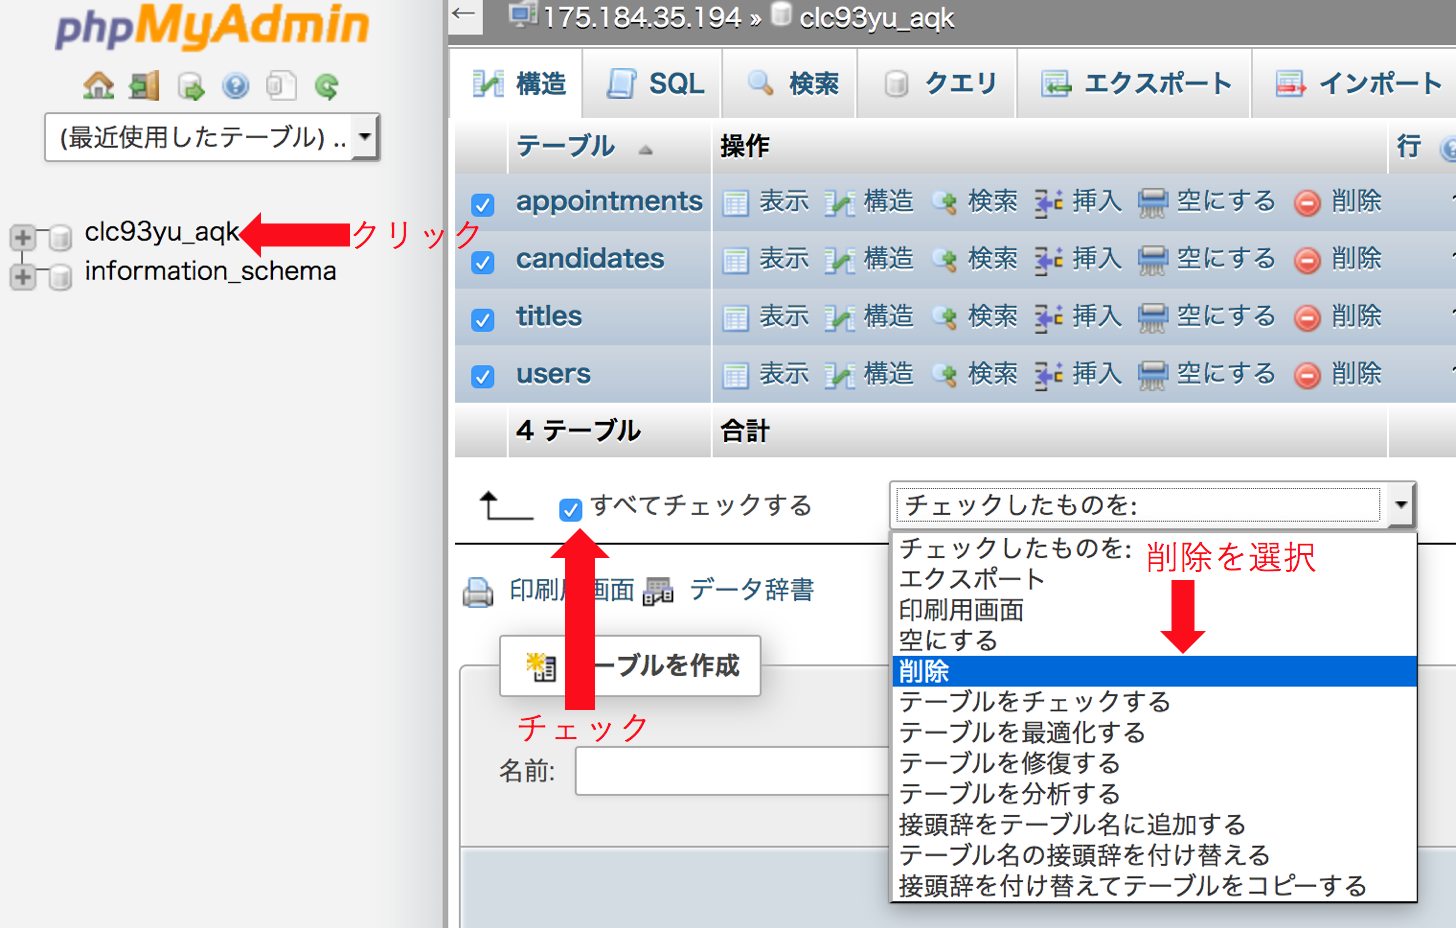 phpMyAdmin
(最近使用したテーブル) ..
clc93yu_aqk
クリック
information_schema
175.184.35.194 » clc93yu_aqk
構造 SQL 検索 クエリ エクスポート インポート
テーブル 操作 行
appointments 表示 構造 検索 挿入 空にする 削除
candidates 表示 構造 検索 挿入 空にする 削除
titles 表示 構造 検索 挿入 空にする 削除
users 表示 構造 検索 挿入 空にする 削除
4 テーブル 合計
すべてチェックする チェックしたものを:
チェックしたものを:
削除を選択
エクスポート
印刷用画面
空にする
削除
テーブルをチェックする
テーブルを最適化する
テーブルを修復する
テーブルを分析する
接頭辞をテーブル名に追加する
テーブル名の接頭辞を付け替える
接頭辞を付け替えてテーブルをコピーする
印刷用画面 データ辞書
ーブルを作成
チェック
名前: